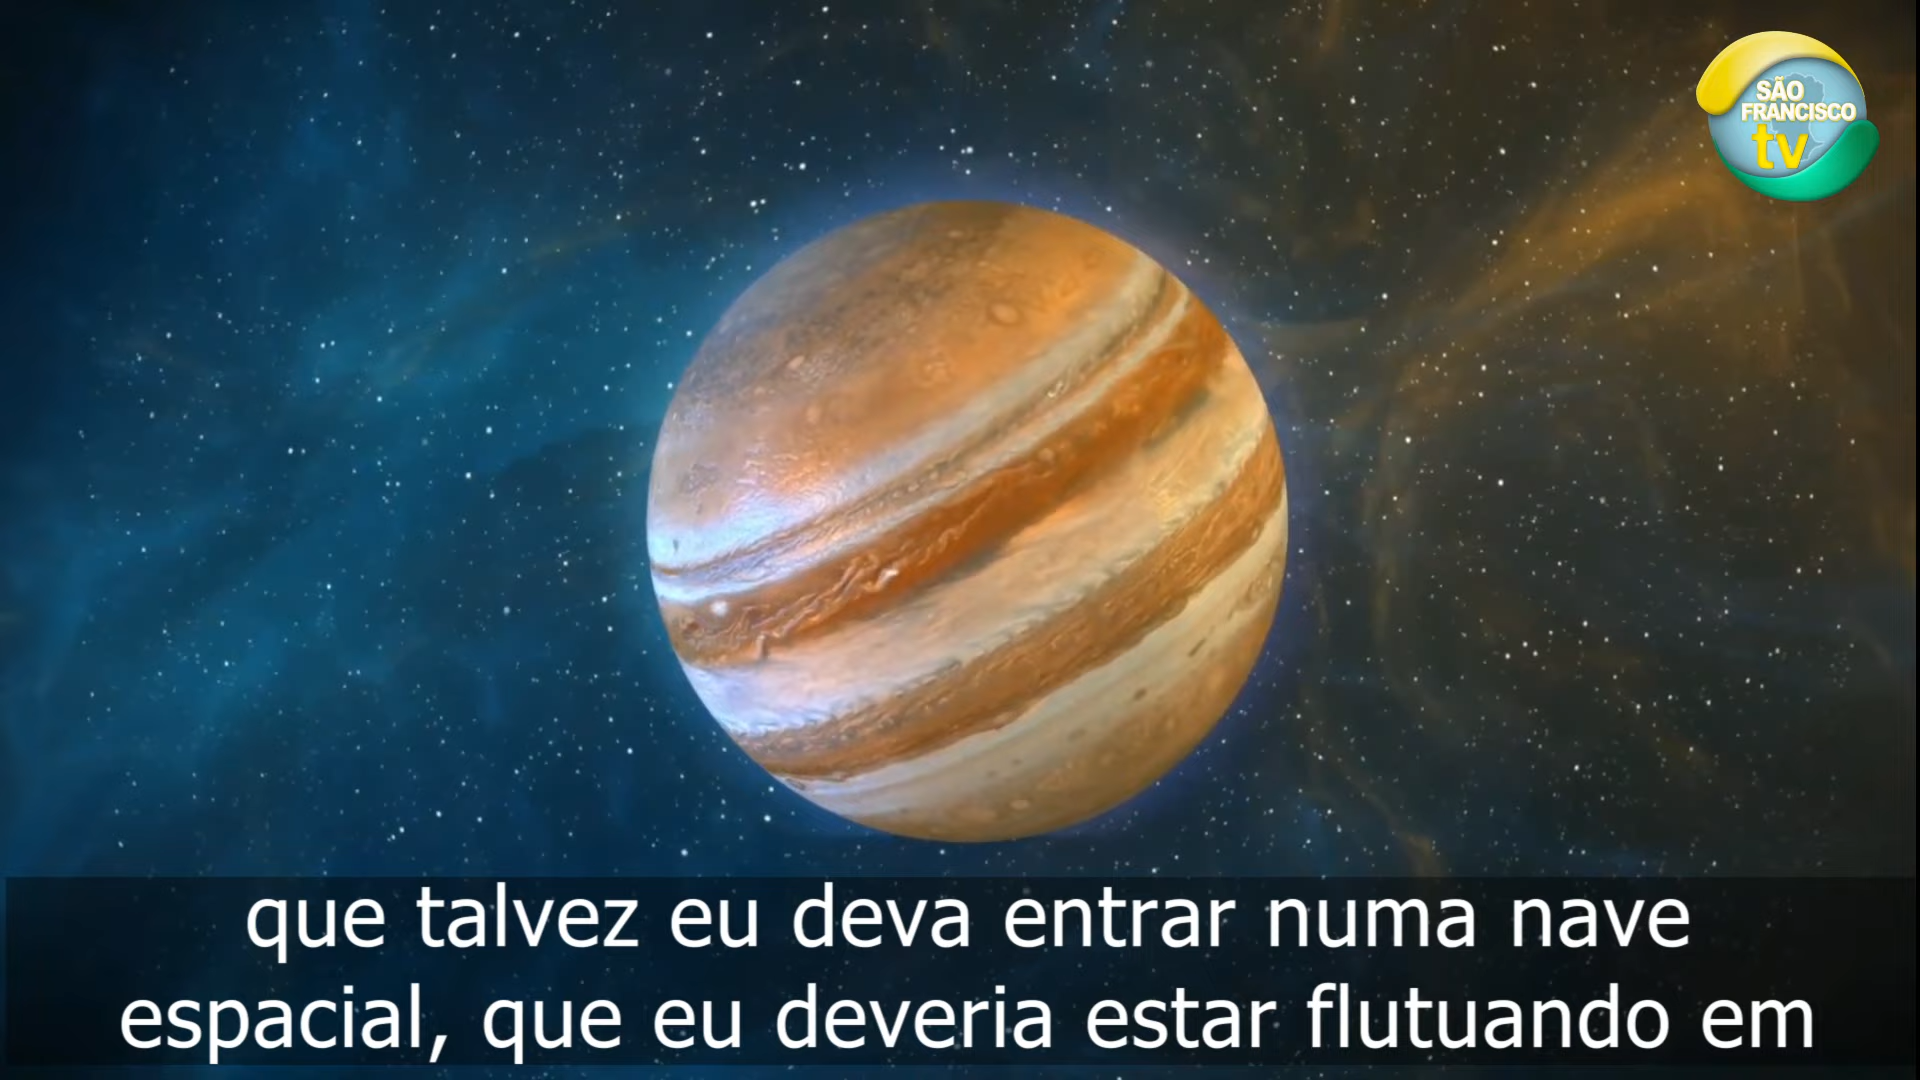 SÃO
FRANCISCO
tv
que talvez eu deva entrar numa nave
espacial, que eu deveria estar flutuando em